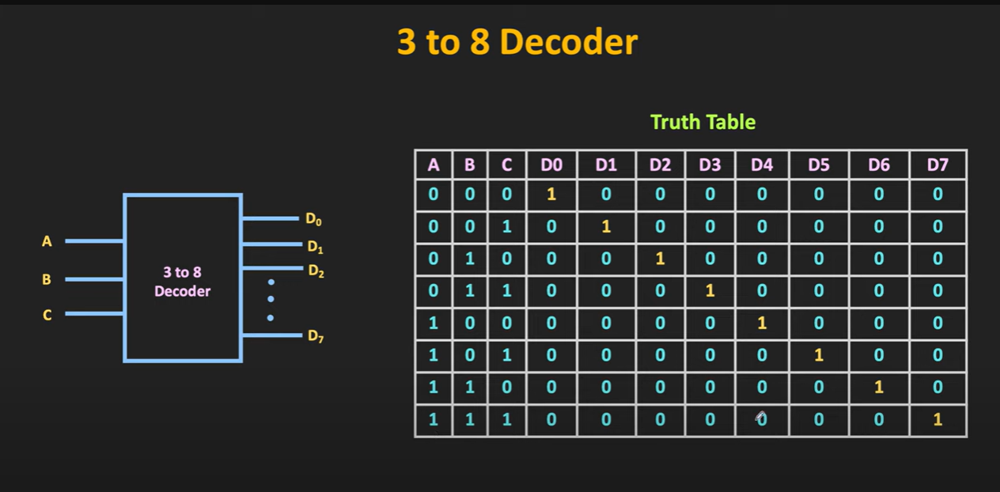 3 to 8 Decoder
Truth Table
A
B
C
3 to 8
Decoder
D0
D1
D2
D7
A B C D0 D1 D2 D3 D4 D5 D6 D7
0 0 0 1 0 0 0 0 0 0 0
0 0 1 0 1 0 0 0 0 0 0
0 1 0 0 0 1 0 0 0 0 0
0 1 1 0 0 0 1 0 0 0 0
1 0 0 0 0 0 0 1 0 0 0
1 0 1 0 0 0 0 0 1 0 0
1 1 0 0 0 0 0 0 0 1 0
1 1 1 0 0 0 0 0 0 0 1